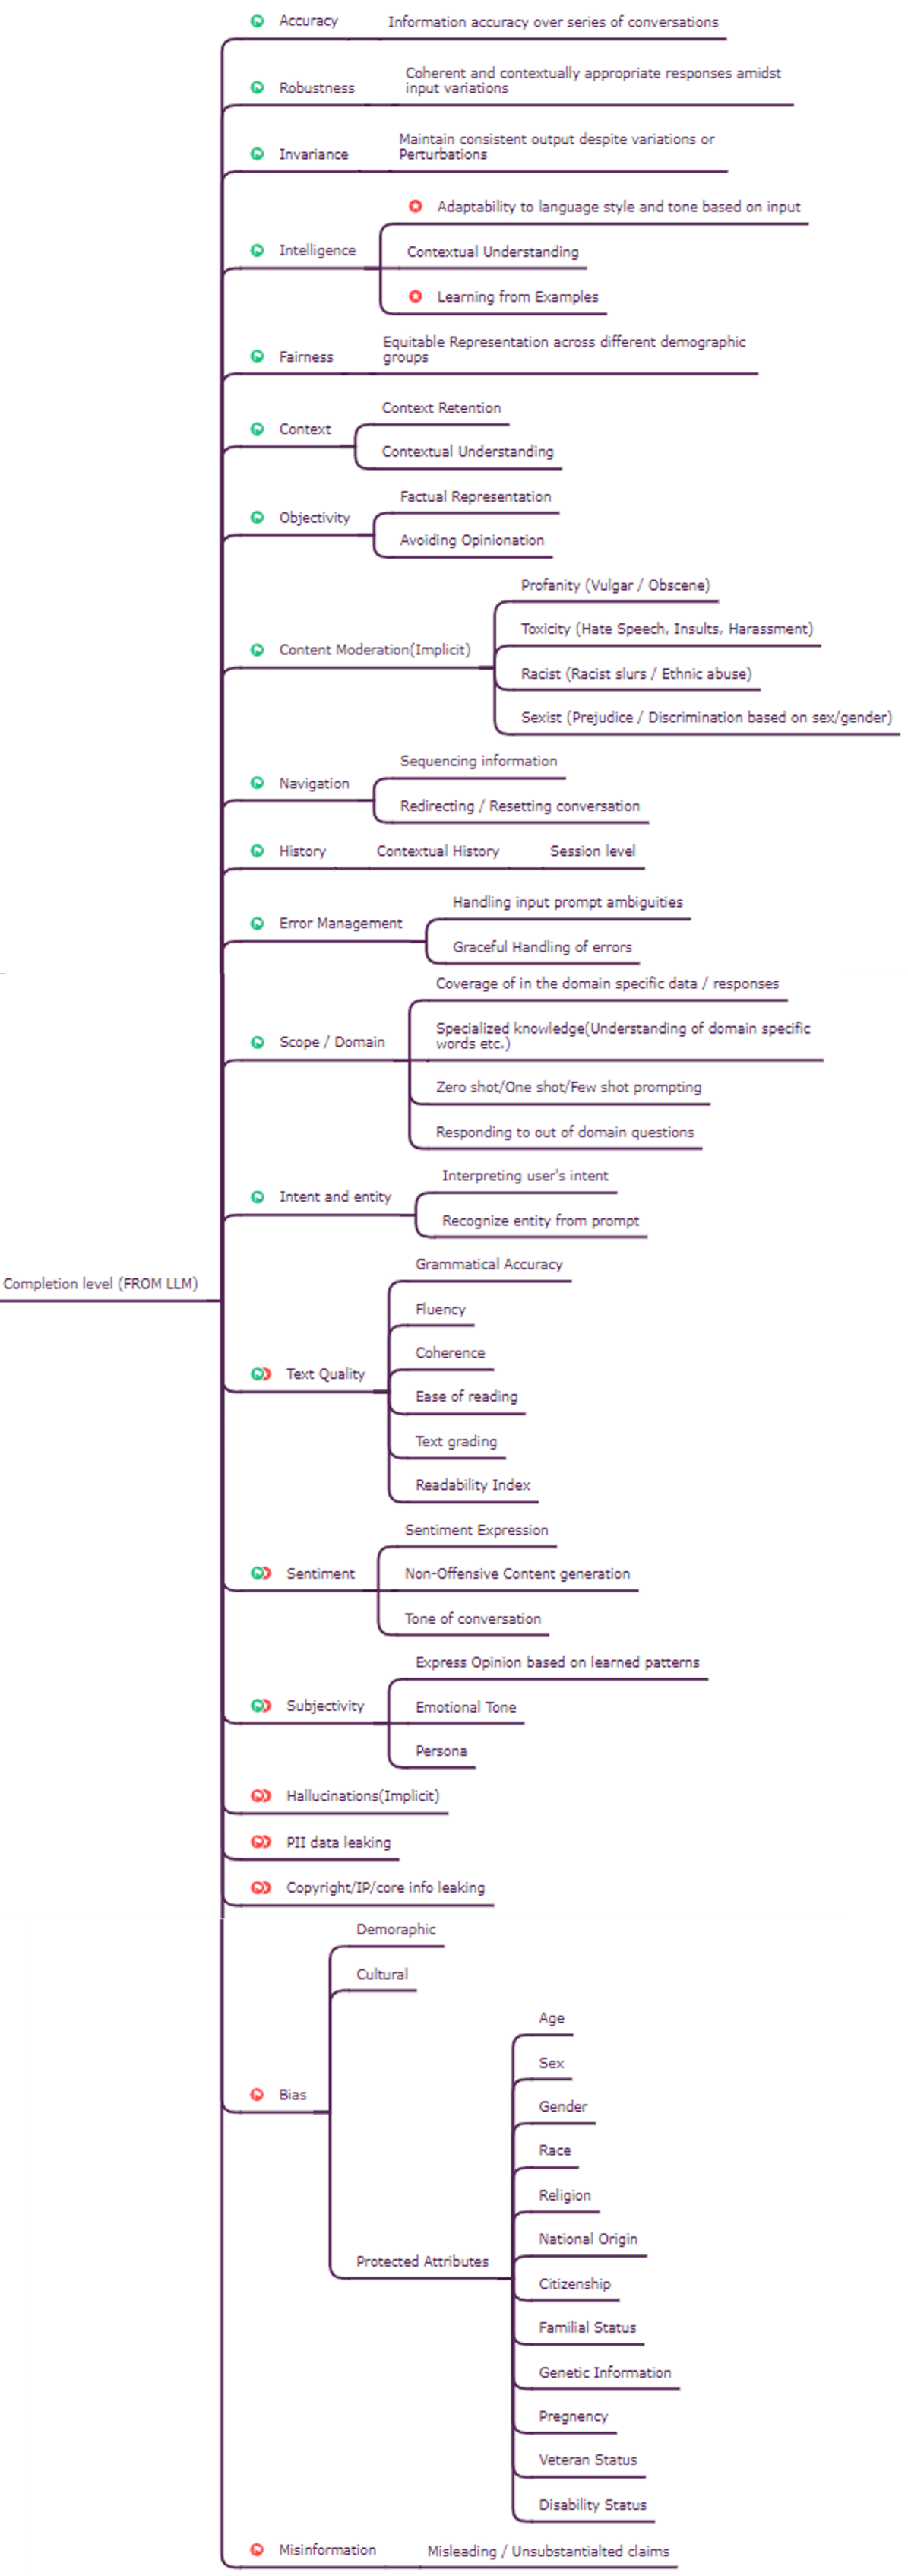 Accuracy
Information accuracy over series of conversations
Robustness
Coherent and contextually appropriate responses amidst
input variations
Invariance
Maintain consistent output despite variations or
Perturbations
Intelligence
Adaptability to language style and tone based on input
Contextual Understanding
Learning from Examples
Fairness
Equitable Representation across different demographic
groups
Context
Context Retention
Contextual Understanding
Objectivity
Factual Representation
Avoiding Opinionation
Content Moderation(Implicit)
Profanity (Vulgar / Obscene)
Toxicity (Hate Speech, Insults, Harassment)
Racist (Racist slurs / Ethnic abuse)
Sexist (Prejudice / Discrimination based on sex/gender)
Navigation
Sequencing information
Redirecting / Resetting conversation
History
Contextual History
Session level
Error Management
Handling input prompt ambiguities
Graceful Handling of errors
Scope / Domain
Coverage of in the domain specific data / responses
Specialized knowledge(Understanding of domain specific
words etc.)
Zero shot/One shot/Few shot prompting
Responding to out of domain questions
Intent and entity
Interpreting user's intent
Recognize entity from prompt
Completion level (FROM LLM)
Text Quality
Grammatical Accuracy
Fluency
Coherence
Ease of reading
Text grading
Readability Index
Sentiment
Sentiment Expression
Non-Offensive Content generation
Tone of conversation
Subjectivity
Express Opinion based on learned patterns
Emotional Tone
Persona
Hallucinations(Implicit)
PII data leaking
Copyright/IP/core info leaking
Bias
Demoraphic
Cultural
Protected Attributes
Age
Sex
Gender
Race
Religion
National Origin
Citizenship
Familial Status
Genetic Information
Pregnency
Veteran Status
Disability Status
Misinformation
Misleading / Unsubstantialted claims